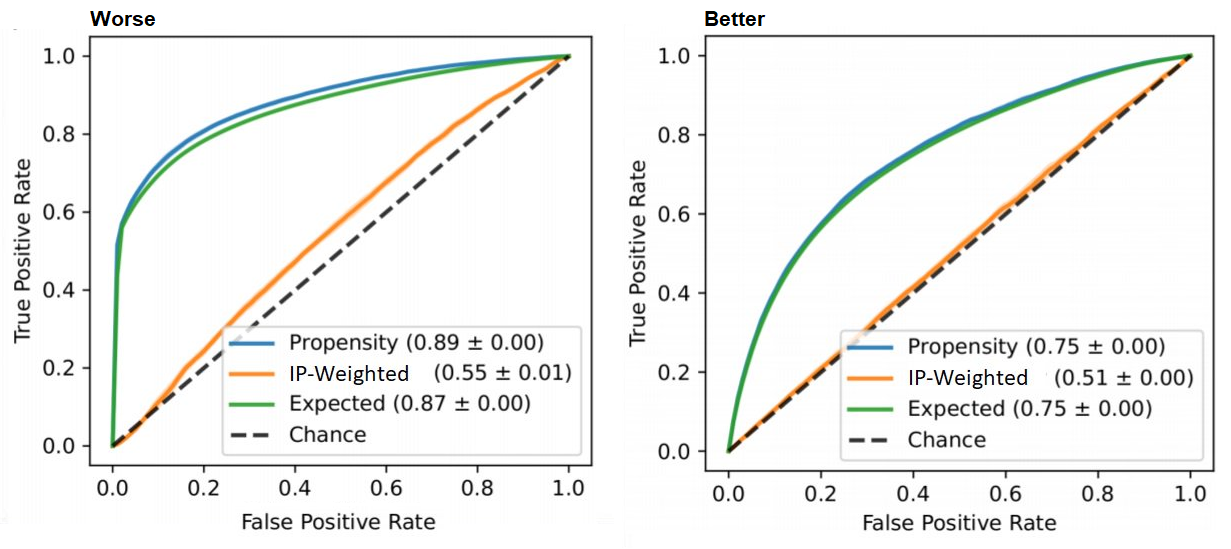 Worse
1.0
0.8
0.6
0.4
0.2
0.0
True Positive Rate
Propensity (0.89 ± 0.00)
IP-Weighted (0.55 ± 0.01)
Expected (0.87 ± 0.00)
Chance
0.0 0.2 0.4 0.6 0.8 1.0
False Positive Rate
Better
1.0
0.8
0.6
0.4
0.2
0.0
True Positive Rate
Propensity (0.75 ± 0.00)
IP-Weighted (0.51 ± 0.00)
Expected (0.75 ± 0.00)
Chance
0.0 0.2 0.4 0.6 0.8 1.0
False Positive Rate